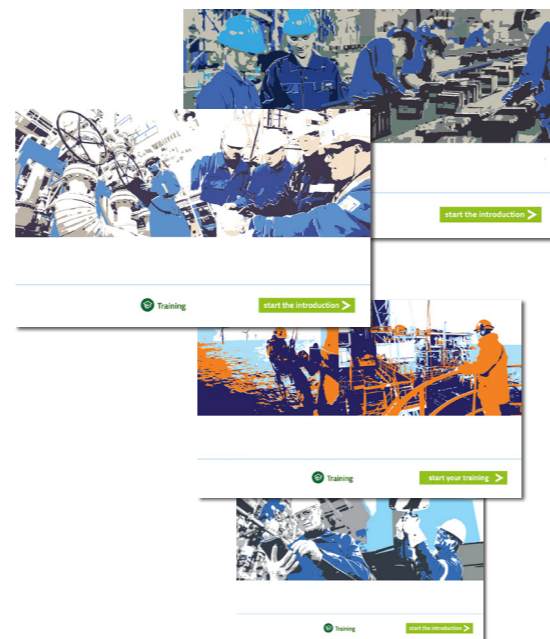 start the introduction
Training
start the introduction
Training
start your training
Training
start the introduction